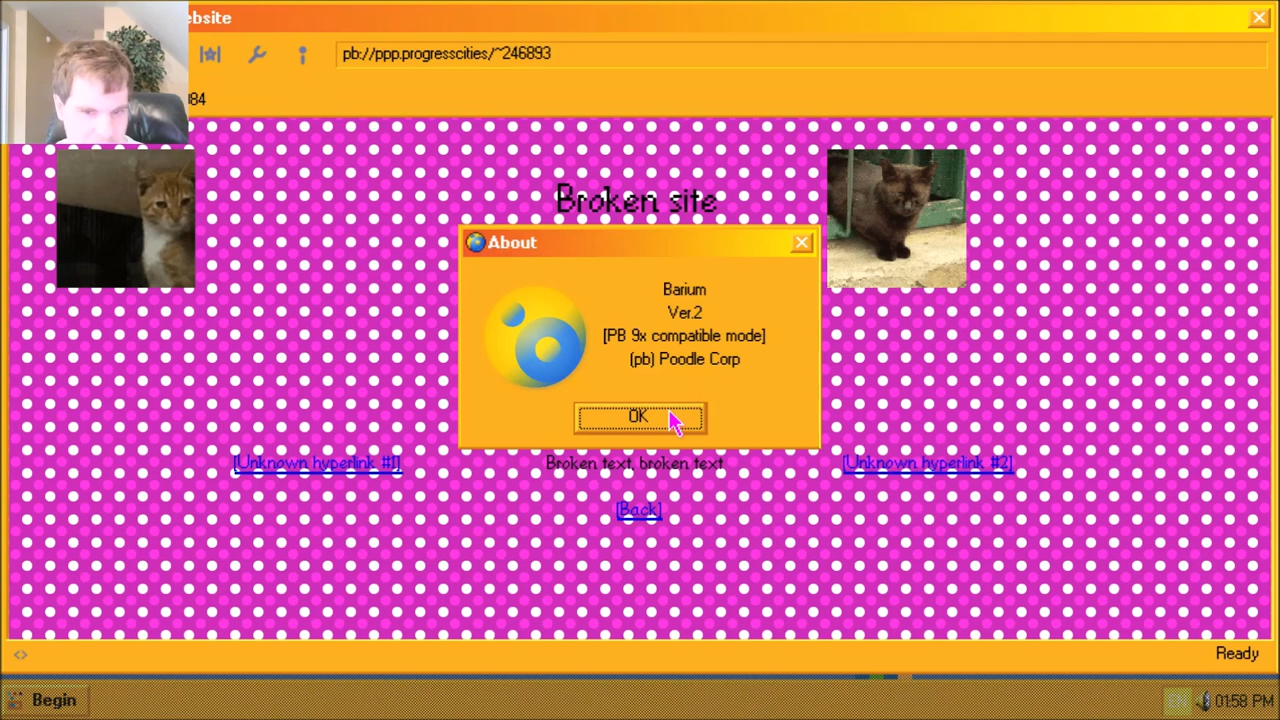 ebsite
pb://ppp.progresscities/~246893
84
Broken site
About
Barium
Ver.2
[PB 9x compatible mode]
(pb) Poodle Corp
OK
[Unknown hyperlink #1]
Broken text, broken text
[Unknown hyperlink #2]
[Back]
Ready
Begin
EN
01:58 PM